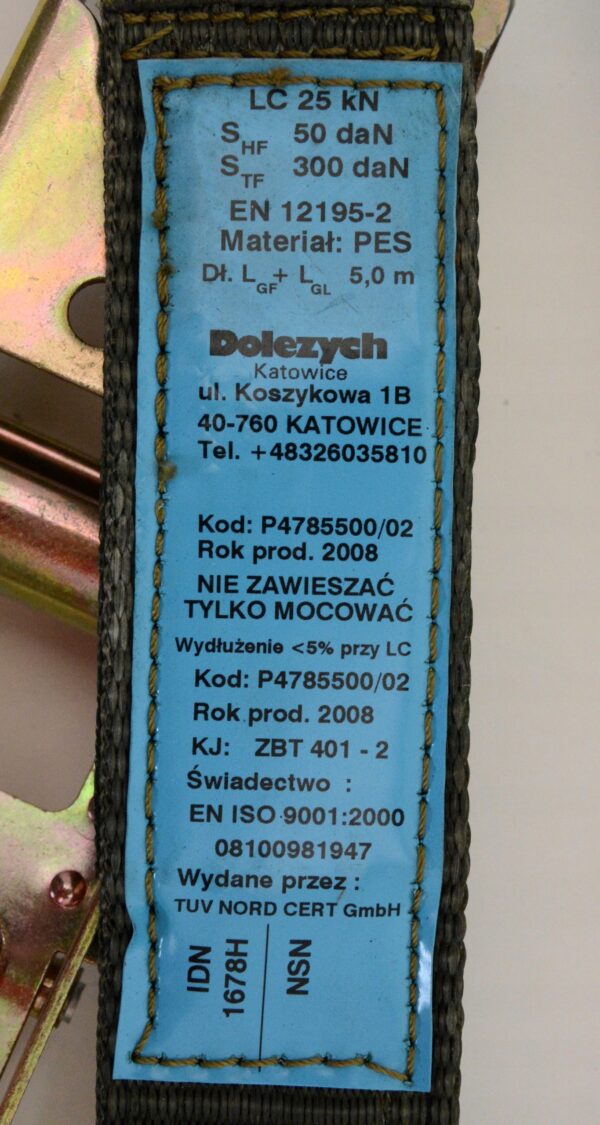 LC 25 kN
SHF 50 daN
STF 300 daN
EN 12195-2
Materiał: PES
Dł. LGF+ LGL 5,0 m
Dolezych
Katowice
ul. Koszykowa 1B
40-760 KATOWICE
Tel. +48326035810
Kod: P4785500/02
Rok prod. 2008
NIE ZAWIESZAĆ
TYLKO MOCOWAĆ
Wydłużenie <5% przy LC
Kod: P4785500/02
Rok prod. 2008
KJ: ZBT 401 - 2
Świadectwo :
EN ISO 9001:2000
08100981947
Wydane przez :
TUV NORD CERT GmbH
IDN
1678H
NSN